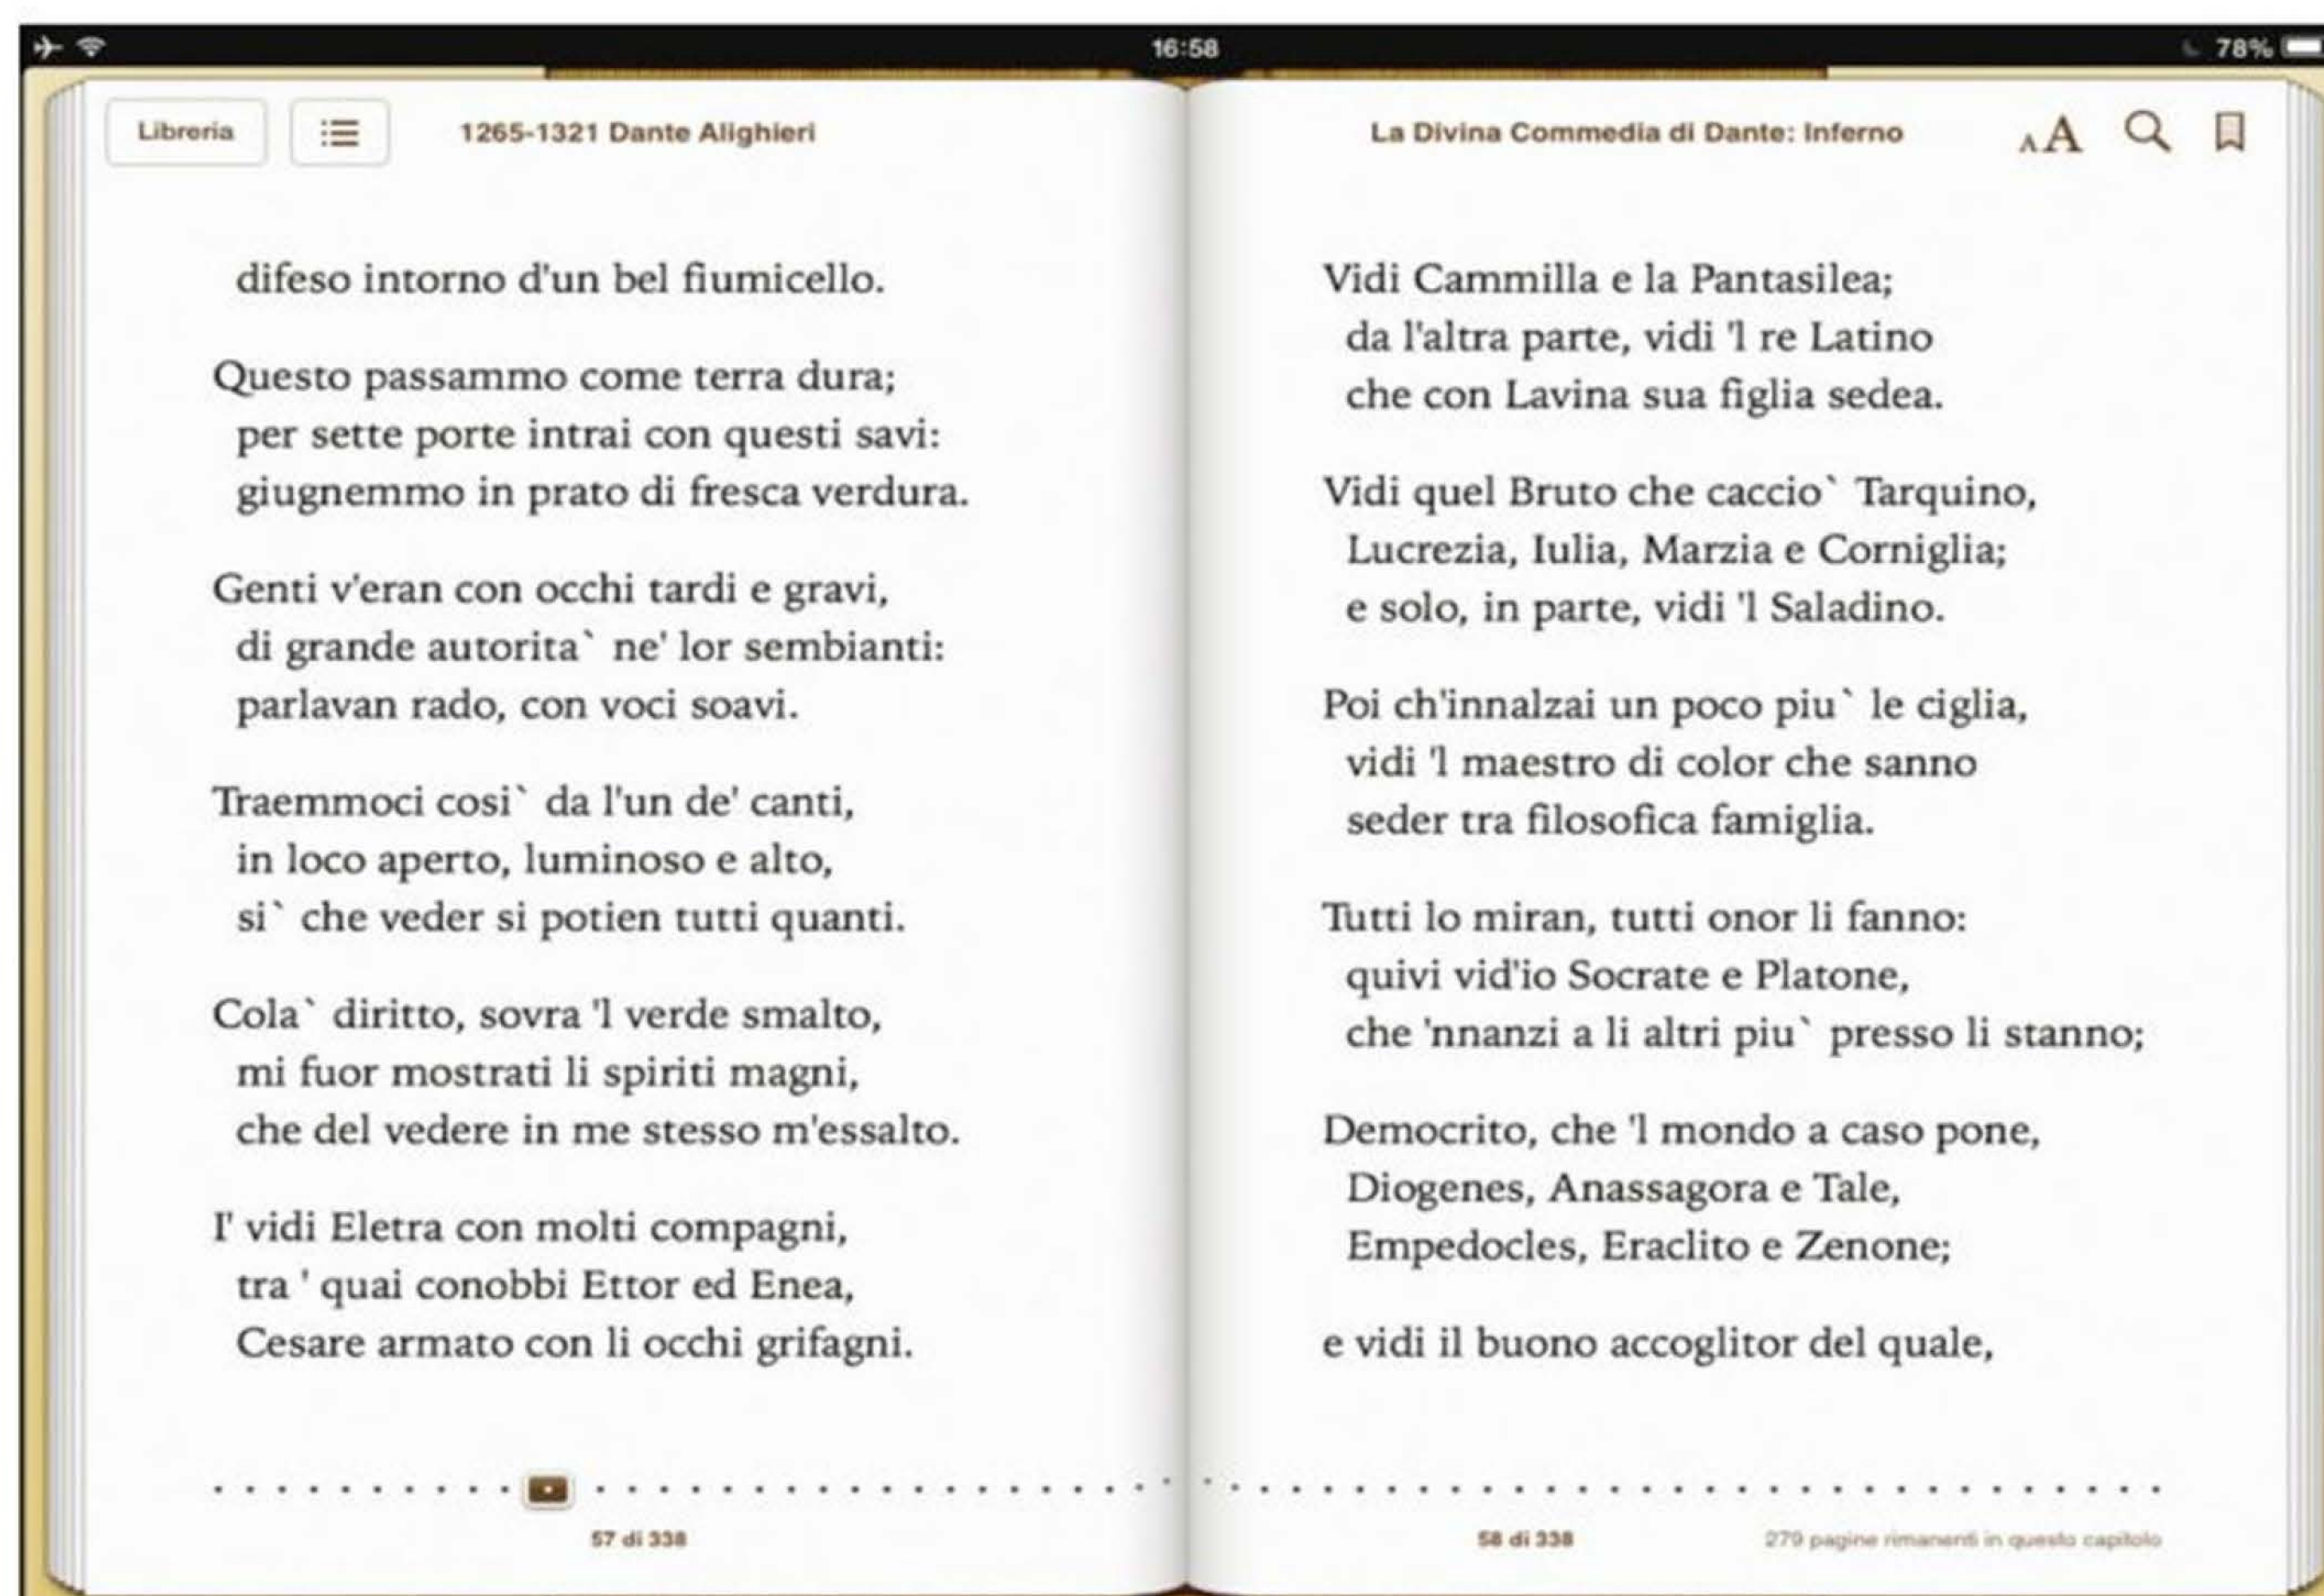 16:58
78%
Libreria
1265-1321 Dante Alighieri
La Divina Commedia di Dante: Inferno
AA
difeso intorno d'un bel fiumicello.
Questo passammo come terra dura;
per sette porte intrai con questi savi:
giugnemmo in prato di fresca verdura.
Genti v'eran con occhi tardi e gravi,
di grande autorita` ne' lor sembianti:
parlavan rado, con voci soavi.
Traemmoci cosi` da l'un de' canti,
in loco aperto, luminoso e alto,
si` che veder si potien tutti quanti.
Cola` diritto, sovra 'l verde smalto,
mi fuor mostrati li spiriti magni,
che del vedere in me stesso m'essalto.
I' vidi Eletra con molti compagni,
tra ' quai conobbi Ettor ed Enea,
Cesare armato con li occhi grifagni.
57 di 338
Vidi Cammilla e la Pantasilea;
da l'altra parte, vidi 'l re Latino
che con Lavina sua figlia sedea.
Vidi quel Bruto che caccio` Tarquino,
Lucrezia, Iulia, Marzia e Corniglia;
e solo, in parte, vidi 'l Saladino.
Poi ch'innalzai un poco piu` le ciglia,
vidi 'l maestro di color che sanno
seder tra filosofica famiglia.
Tutti lo miran, tutti onor li fanno:
quivi vid'io Socrate e Platone,
che 'nnanzi a li altri piu` presso li stanno;
Democrito, che 'l mondo a caso pone,
Diogenes, Anassagora e Tale,
Empedocles, Eraclito e Zenone;
e vidi il buono accoglitor del quale,
58 di 338
279 pagine rimanenti in questo capitolo